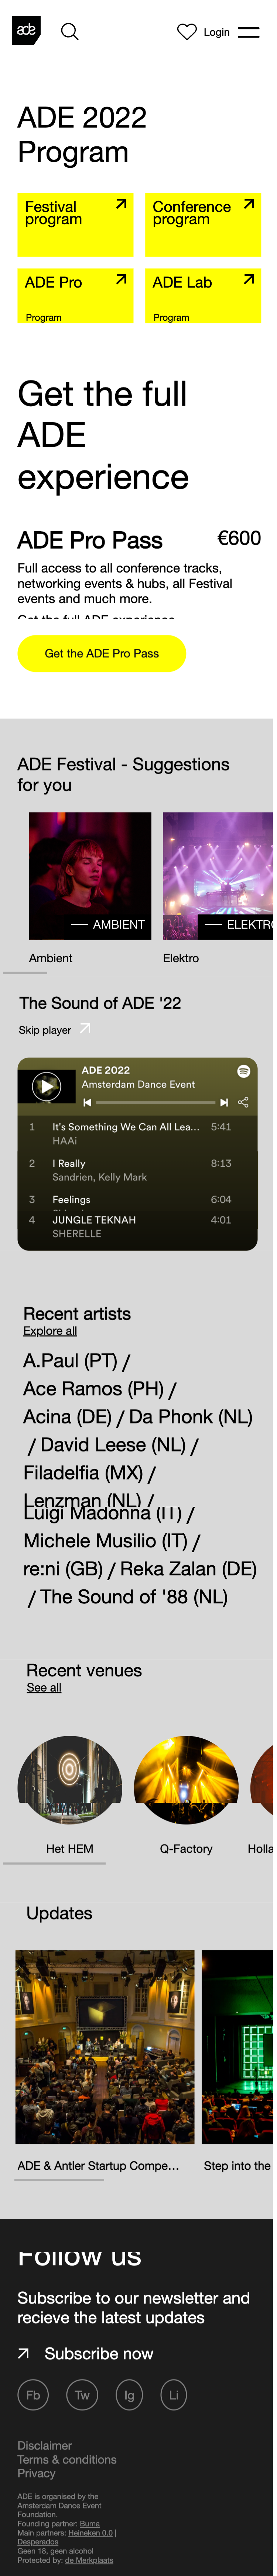 ade
Login
ADE 2022
Program
Festival
program
Conference
program
ADE Pro
Program
ADE Lab
Program
Get the full
ADE
experience
ADE Pro Pass
€600
Full access to all conference tracks,
networking events & hubs, all Festival
events and much more.
Get the full ADE experience
Get the ADE Pro Pass
ADE Festival - Suggestions
for you
AMBIENT
ELEKTRO
Ambient
Elektro
The Sound of ADE '22
Skip player
ADE 2022
Amsterdam Dance Event
1 It's Something We Can All Lea... 5:41
HAAi
2 I Really 8:13
Sandrien, Kelly Mark
3 Feelings 6:04
4 JUNGLE TEKNAH 4:01
SHERELLE
Recent artists
Explore all
A.Paul (PT) /
Ace Ramos (PH) /
Acina (DE) / Da Phonk (NL)
/ David Leese (NL) /
Filadelfia (MX) /
Lenzman (NL) /
Luigi Madonna (IT) /
Michele Musilio (IT) /
re:ni (GB) / Reka Zalan (DE)
/ The Sound of '88 (NL)
Recent venues
See all
Het HEM
Q-Factory
Holla
Updates
ADE & Antler Startup Compe...
Step into the
Follow us
Subscribe to our newsletter and
recieve the latest updates
Subscribe now
Fb
Tw
Ig
Li
Disclaimer
Terms & conditions
Privacy
ADE is organised by the
Amsterdam Dance Event
Foundation.
Founding partner: Buma
Main partners: Heineken 0.0 |
Desperados
Geen 18, geen alcohol
Protected by: de Merkplaats